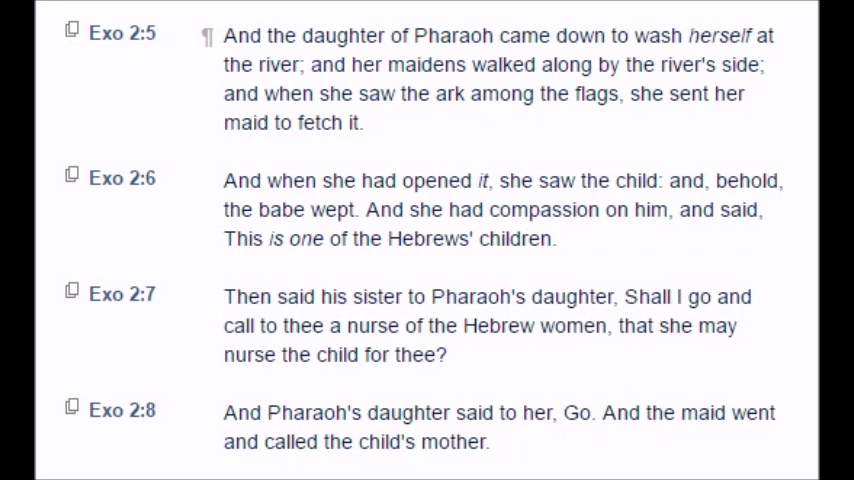 Exo 2:5 ¶ And the daughter of Pharaoh came down to wash herself at
the river; and her maidens walked along by the river's side;
and when she saw the ark among the flags, she sent her
maid to fetch it.
Exo 2:6 And when she had opened it, she saw the child: and, behold,
the babe wept. And she had compassion on him, and said,
This is one of the Hebrews' children.
Exo 2:7 Then said his sister to Pharaoh's daughter, Shall I go and
call to thee a nurse of the Hebrew women, that she may
nurse the child for thee?
Exo 2:8 And Pharaoh's daughter said to her, Go. And the maid went
and called the child's mother.